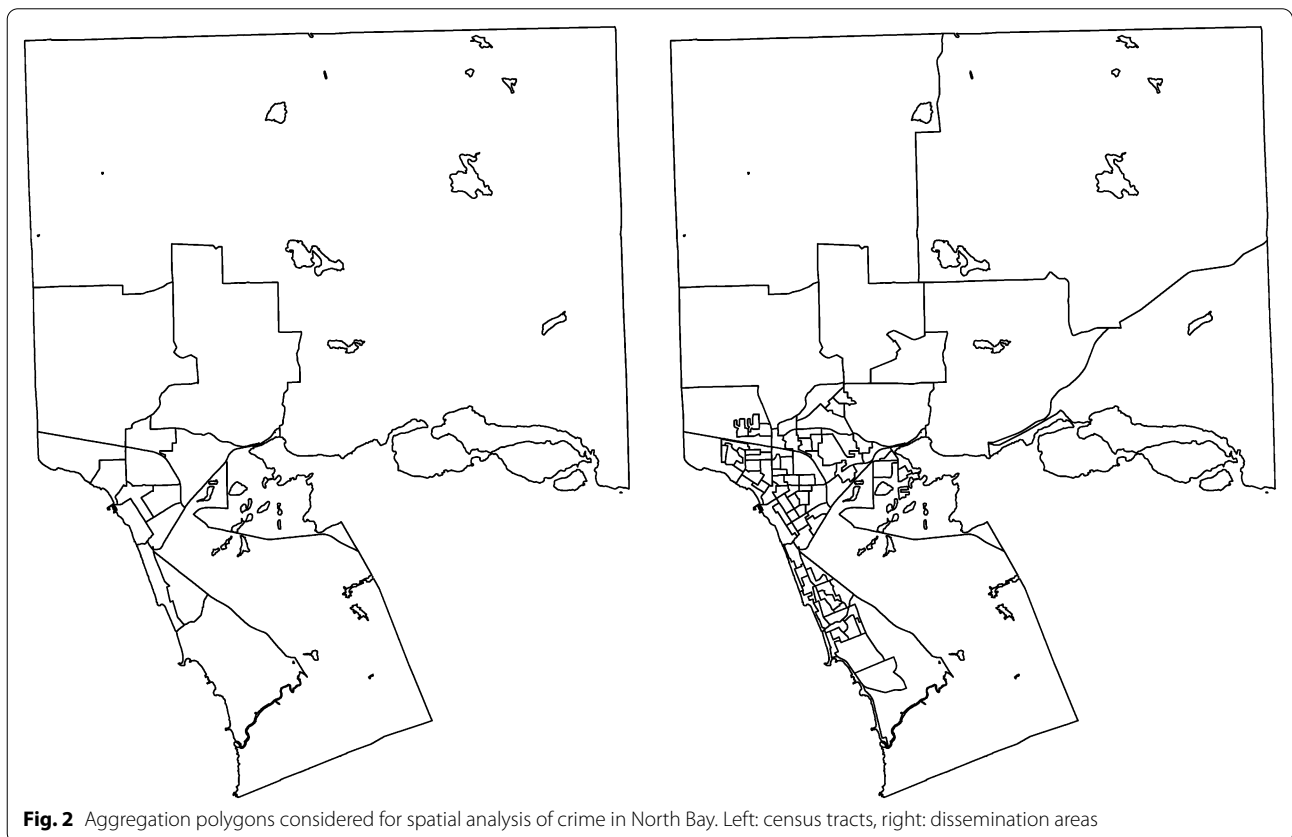 Fig. 2 Aggregation polygons considered for spatial analysis of crime in North Bay. Left: census tracts, right: dissemination areas